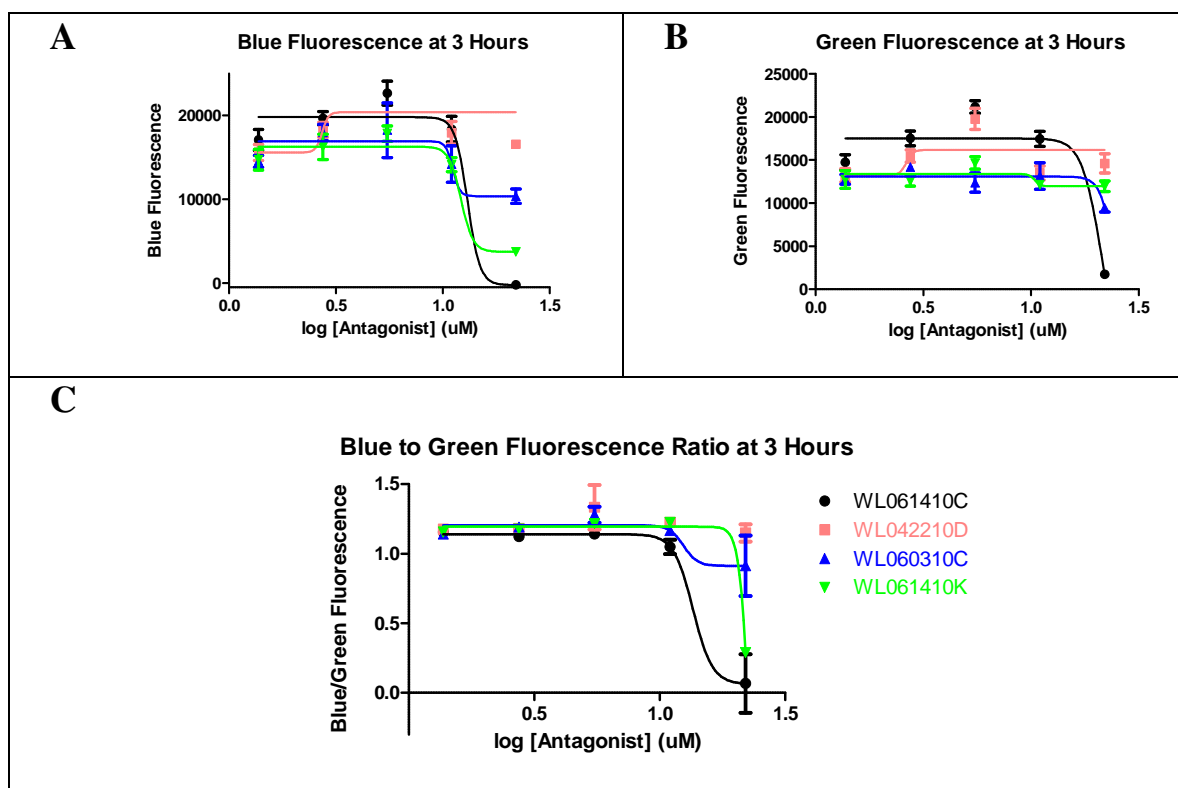 A
Blue Fluorescence at 3 Hours
Blue Fluorescence
20000
10000
0
0.0 0.5 1.0 1.5
log [Antagonist] (uM)
B
Green Fluorescence at 3 Hours
Green Fluorescence
25000
20000
15000
10000
5000
0
0.0 0.5 1.0 1.5
log [Antagonist] (uM)
C
Blue to Green Fluorescence Ratio at 3 Hours
Blue/Green Fluorescence
1.5
1.0
0.5
0.0
0.5 1.0 1.5
log [Antagonist] (uM)
WL061410C
WL042210D
WL060310C
WL061410K